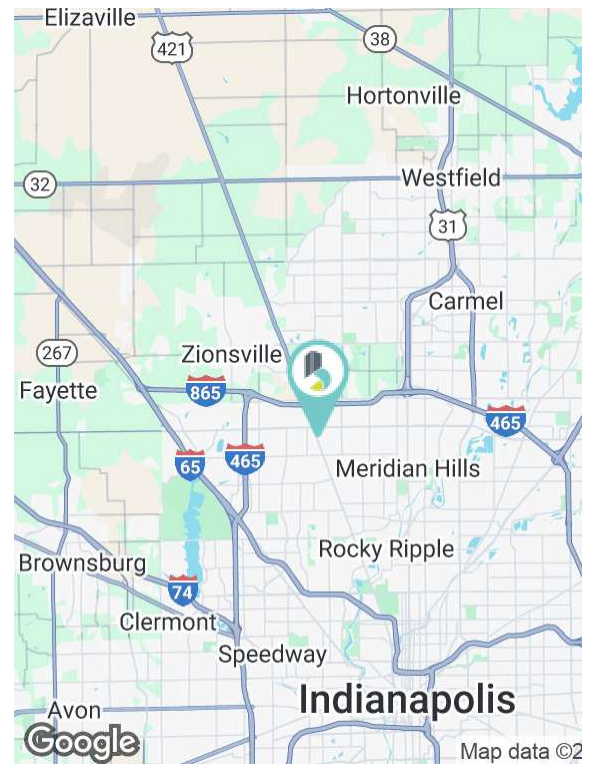 Elizaville
421
38
Hortonville
32
Westfield
31
Carmel
267
Zionsville
865
Fayette
465
465
65
Meridian Hills
Rocky Ripple
Brownsburg
74
Clermont
Speedway
Indianapolis
Avon
Google
Map data ©2